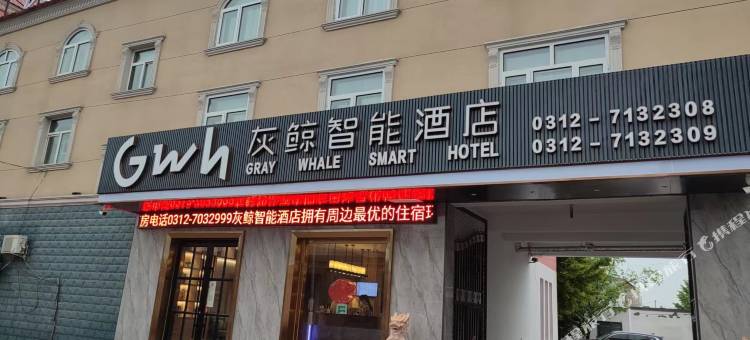 Gwh
灰鲸智能酒店
GRAY WHALE SMART HOTEL
0312-7132308
0312-7132309
房电话0312-7032999灰鲸智能酒店拥有周边最优的住宿环
携程